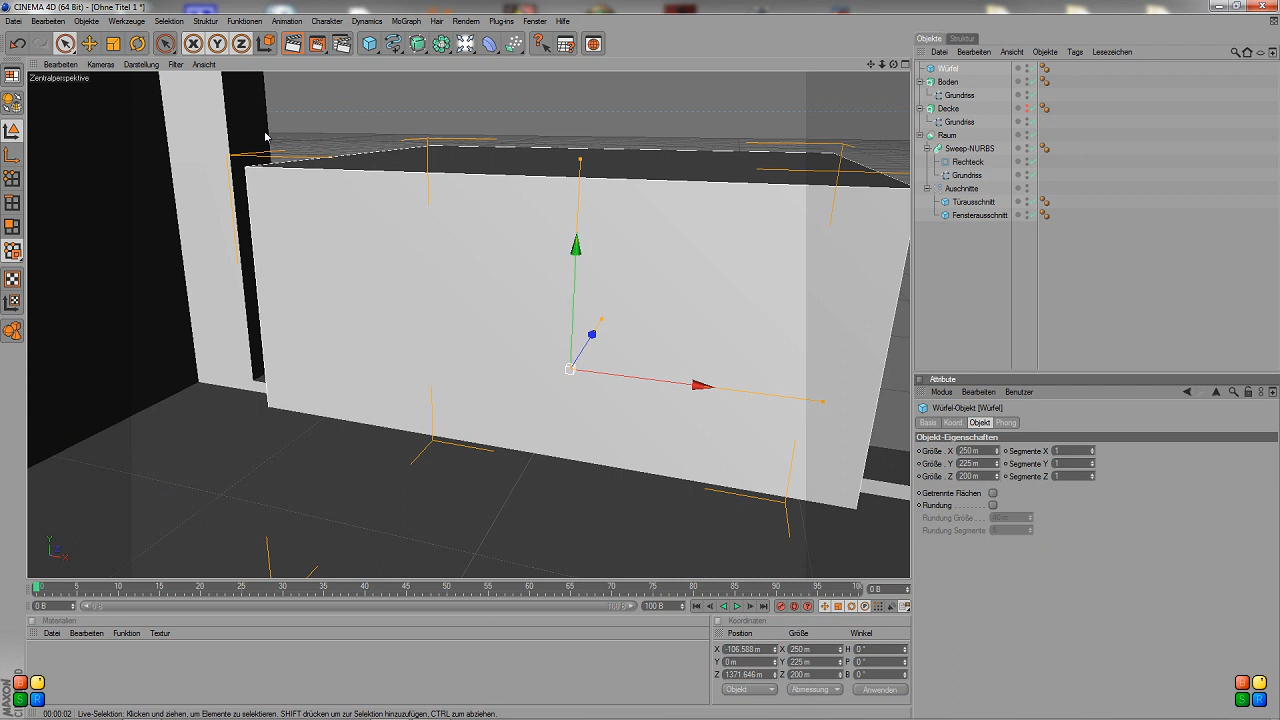 CINEMA 4D (64 Bit) - [Ohne Titel 1 *]
Datei Bearbeiten Objekte Werkzeuge Selektion Struktur Funktionen Animation Charakter Dynamics MoGraph Hair Rendern Plug-ins Fenster Hilfe
Bearbeiten Kameras Darstellung Filter Ansicht
Zentralperspektive
Objekte Struktur
Datei Bearbeiten Ansicht Objekte Tags Lesezeichen
Würfel
Boden
Grundriss
Decke
Grundriss
Raum
Sweep-NURBS
Rechteck
Grundriss
Auschnitte
Türausschnitt
Fensterausschnitt
Attribute
Modus Bearbeiten Benutzer
Würfel-Objekt [Würfel]
Basis Koord. Objekt Phong
Objekt-Eigenschaften
Größe . X 250 m Segmente X 1
Größe . Y 225 m Segmente Y 1
Größe . Z 200 m Segmente Z 1
Getrennte Flächen
Rundung
Rundung Größe . . . 40 m
Rundung Segmente 5
Y
X
0 5 10 15 20 25 30 35 40 45 50 55 60 65 70 75 80 85 90 95 100 0 B
0 B 0 B 100 B 100 B
Materialien
Datei Bearbeiten Funktion Textur
Koordinaten
Position Größe Winkel
X -106.588 m X 250 m H 0 °
Y 0 m Y 225 m P 0 °
Z 1371.646 m Z 200 m B 0 °
Objekt Abmessung Anwenden
MAXON
00:00:02 Live-Selektion: Klicken und ziehen, um Elemente zu selektieren. SHIFT drücken um zur Selektion hinzuzufügen, CTRL zum abziehen.